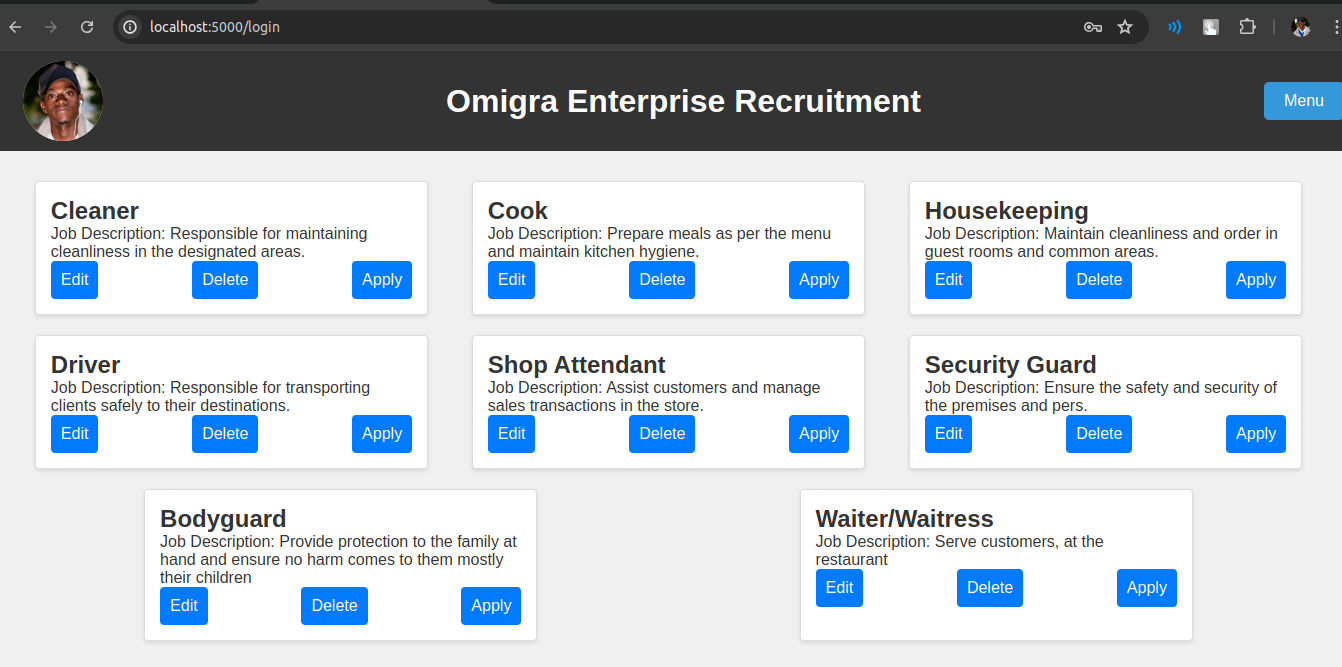 localhost:5000/login
Omigra Enterprise Recruitment
Menu
Cleaner
Job Description: Responsible for maintaining
cleanliness in the designated areas.
Edit Delete Apply
Cook
Job Description: Prepare meals as per the menu
and maintain kitchen hygiene.
Edit Delete Apply
Housekeeping
Job Description: Maintain cleanliness and order in
guest rooms and common areas.
Edit Delete Apply
Driver
Job Description: Responsible for transporting
clients safely to their destinations.
Edit Delete Apply
Shop Attendant
Job Description: Assist customers and manage
sales transactions in the store.
Edit Delete Apply
Security Guard
Job Description: Ensure the safety and security of
the premises and pers.
Edit Delete Apply
Bodyguard
Job Description: Provide protection to the family at
hand and ensure no harm comes to them mostly
their children
Edit Delete Apply
Waiter/Waitress
Job Description: Serve customers, at the
restaurant
Edit Delete Apply